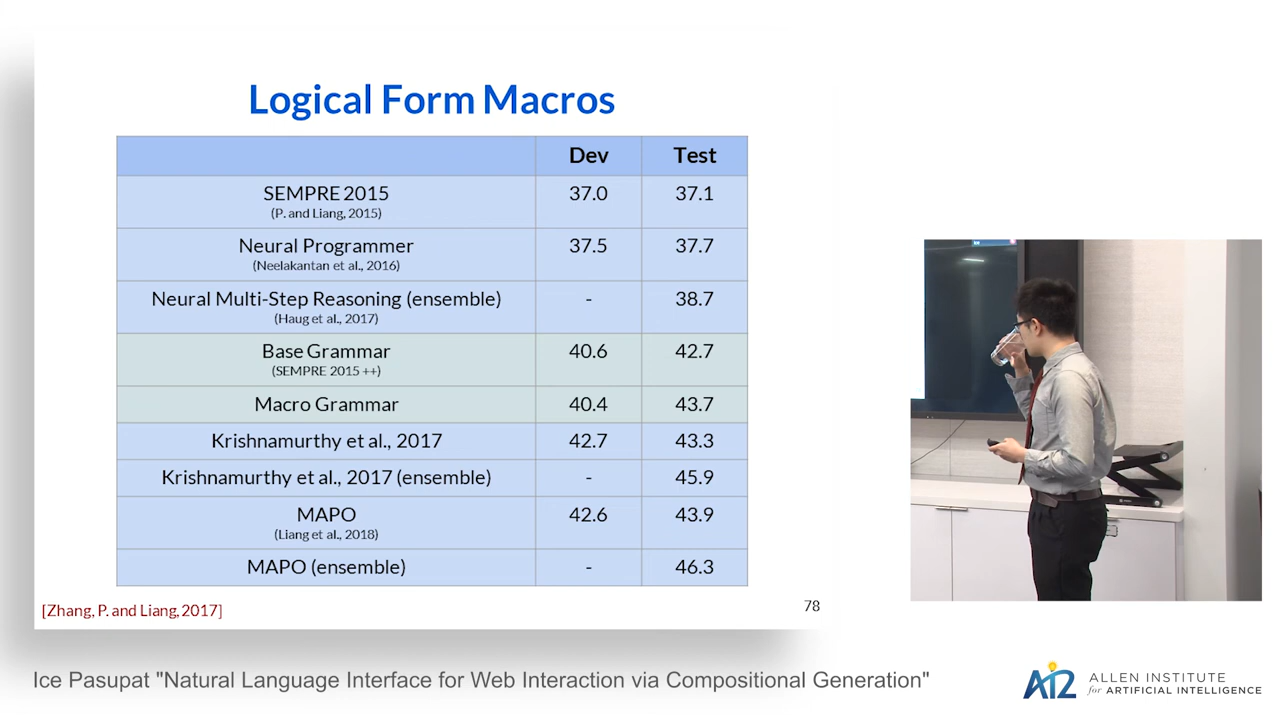 Logical Form Macros
Dev Test
SEMPRE 2015 37.0 37.1
(P. and Liang, 2015)
Neural Programmer 37.5 37.7
(Neelakantan et al., 2016)
Neural Multi-Step Reasoning (ensemble) - 38.7
(Haug et al., 2017)
Base Grammar 40.6 42.7
(SEMPRE 2015 ++)
Macro Grammar 40.4 43.7
Krishnamurthy et al., 2017 42.7 43.3
Krishnamurthy et al., 2017 (ensemble) - 45.9
MAPO 42.6 43.9
(Liang et al., 2018)
MAPO (ensemble) - 46.3
[Zhang, P. and Liang, 2017]
78
Ice Pasupat "Natural Language Interface for Web Interaction via Compositional Generation"
AI2 ALLEN INSTITUTE
for ARTIFICIAL INTELLIGENCE